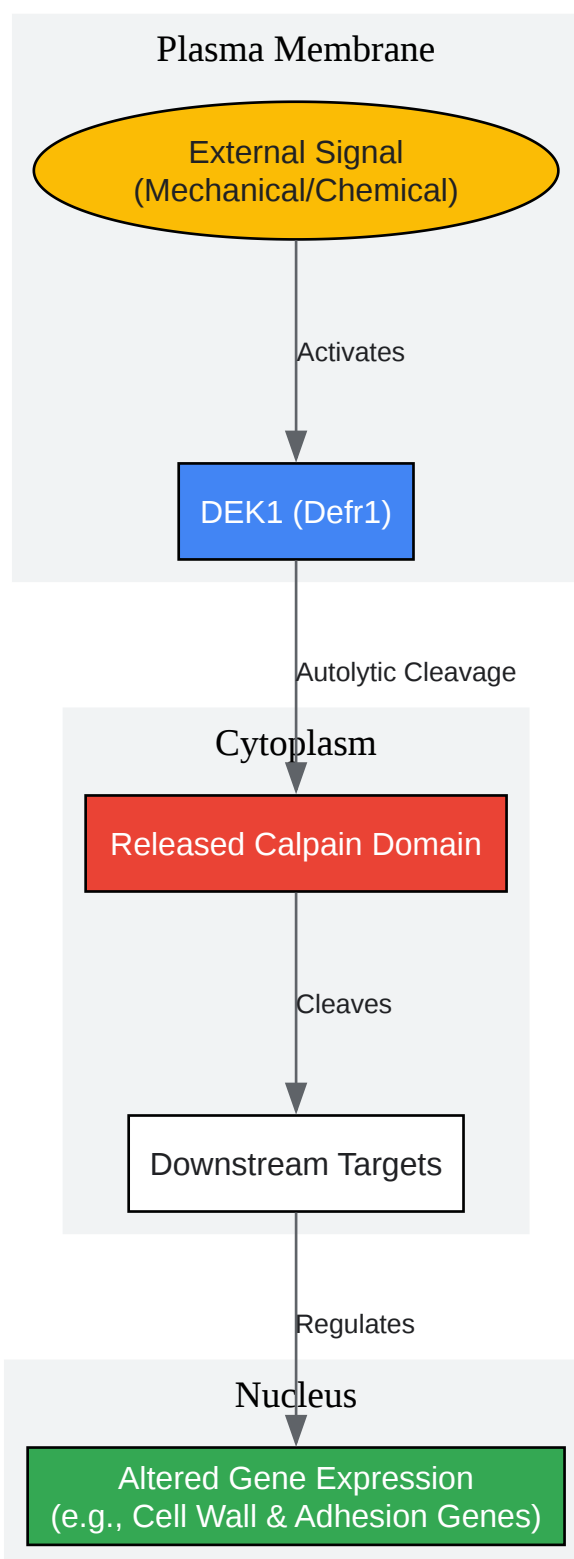 Plasma Membrane
External Signal
(Mechanical/Chemical)
Activates
DEK1 (Defr1)
Autolytic Cleavage
Cytoplasm
Released Calpain Domain
Cleaves
Downstream Targets
Regulates
Nucleus
Altered Gene Expression
(e.g., Cell Wall & Adhesion Genes)